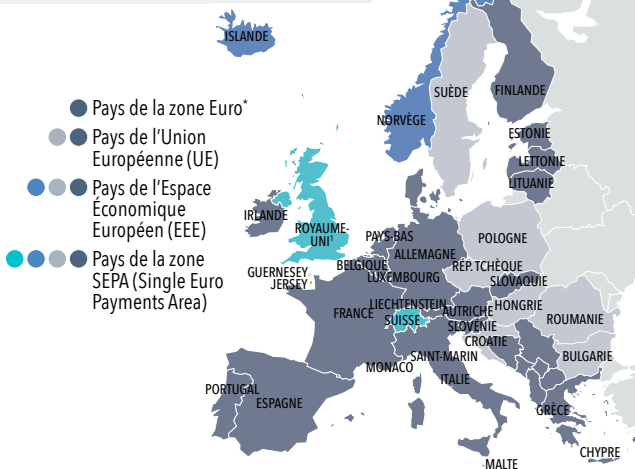 Pays de la zone Euro*
Pays de l'Union
Européenne (UE)
Pays de l'Espace
Économique
Européen (EEE)
Pays de la zone
SEPA (Single Euro
Payments Area)
ISLANDE
SUÈDE
FINLANDE
NORVÈGE
ESTONIE
LETTONIE
LITUANIE
IRLANDE
ROYAUME-
UNI¹
PAYS-BAS
POLOGNE
ALLEMAGNE
BELGIQUE
RÉP. TCHÈQUE
GUERNESEY
LUXEMBOURG
SLOVAQUIE
JERSEY
LIECHTENSTEIN
HONGRIE
FRANCE
AUTRICHE
SUISSE
ROUMANIE
SLOVÉNIE
CROATIE
SAINT-MARIN
BULGARIE
MONACO
ITALIE
PORTUGAL
ESPAGNE
GRÈCE
CHYPRE
MALTE